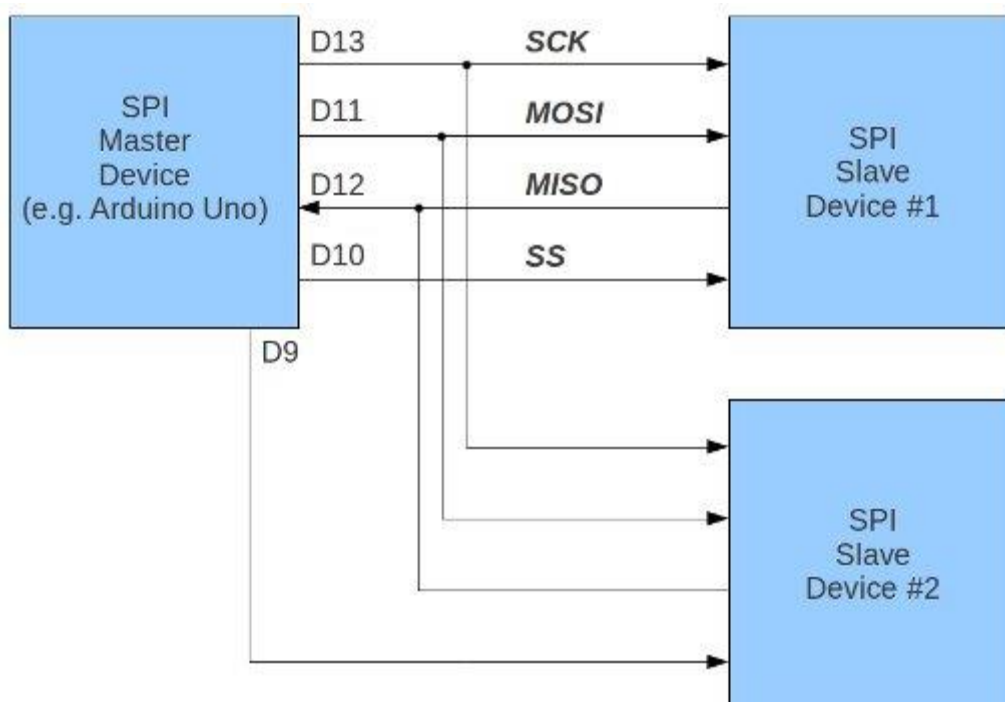 SPI
Master
Device
(e.g. Arduino Uno)
D13
SCK
D11
MOSI
D12
MISO
D10
SS
D9
SPI
Slave
Device #1
SPI
Slave
Device #2